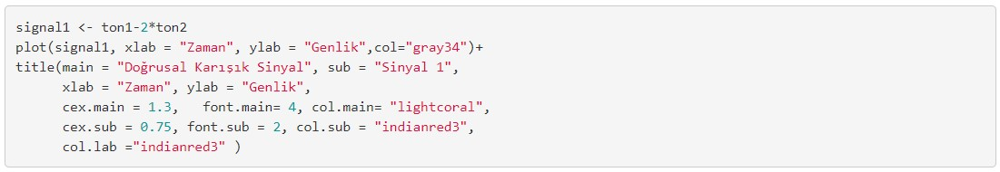 signal1 <- ton1-2*ton2
plot(signal1, xlab = "Zaman", ylab = "Genlik",col="gray34")+
title(main = "Doğrusal Karışık Sinyal", sub = "Sinyal 1",
      xlab = "Zaman", ylab = "Genlik",
      cex.main = 1.3,   font.main= 4, col.main= "lightcoral",
      cex.sub = 0.75, font.sub = 2, col.sub = "indianred3",
      col.lab ="indianred3" )